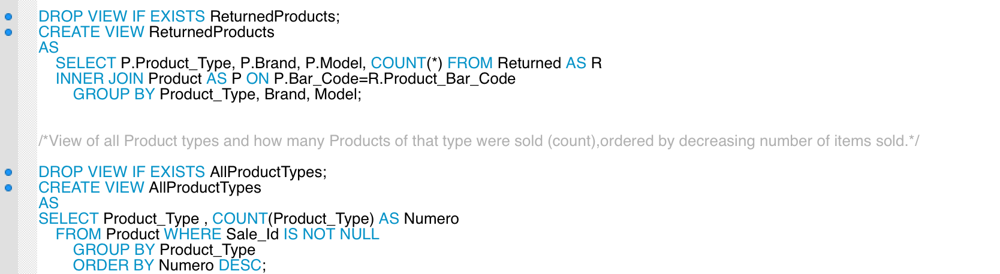 DROP VIEW IF EXISTS ReturnedProducts;
CREATE VIEW ReturnedProducts
AS
SELECT P.Product_Type, P.Brand, P.Model, COUNT(*) FROM Returned AS R
INNER JOIN Product AS P ON P.Bar_Code=R.Product_Bar_Code
GROUP BY Product_Type, Brand, Model;
/*View of all Product types and how many Products of that type were sold (count),ordered by decreasing number of items sold.*/
DROP VIEW IF EXISTS AllProductTypes;
CREATE VIEW AllProductTypes
AS
SELECT Product_Type , COUNT(Product_Type) AS Numero
FROM Product WHERE Sale_Id IS NOT NULL
GROUP BY Product_Type
ORDER BY Numero DESC;